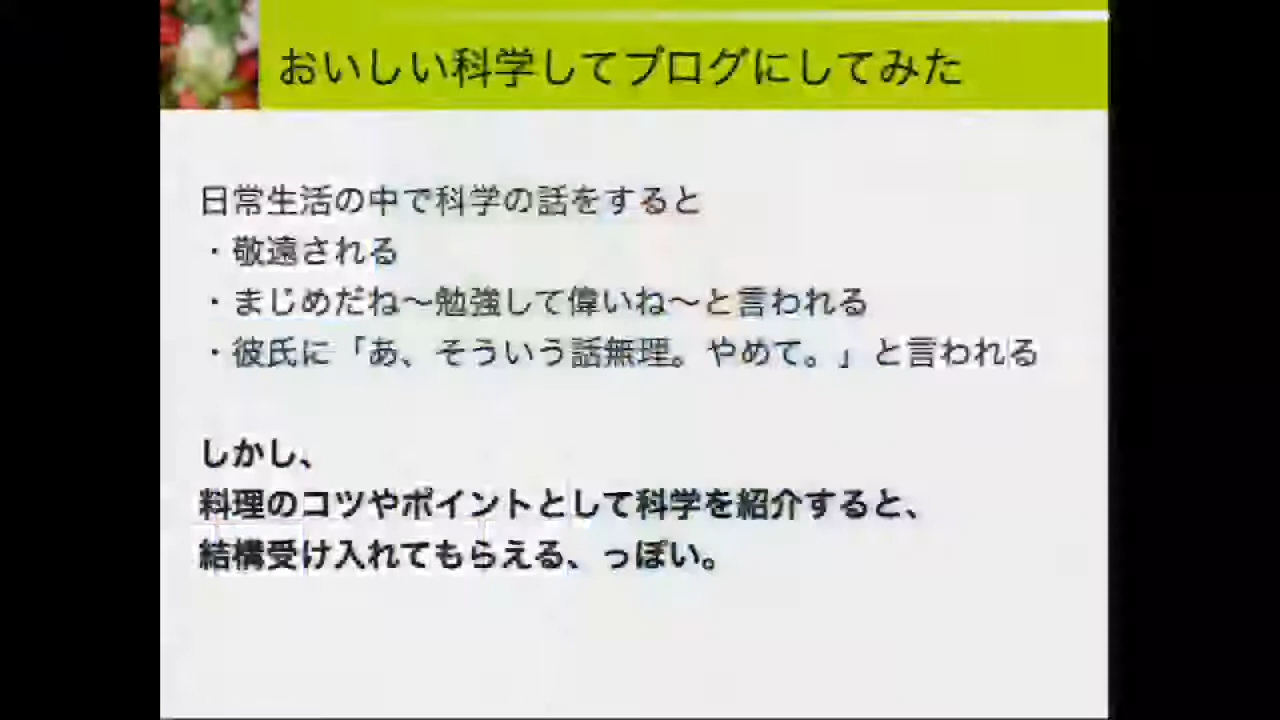 おいしい科学してブログにしてみた
日常生活の中で科学の話をすると
・敬遠される
・まじめだね〜勉強して偉いね〜と言われる
・彼氏に「あ、そういう話無理。やめて。」と言われる
しかし、
料理のコツやポイントとして科学を紹介すると、
結構受け入れてもらえる、っぽい。